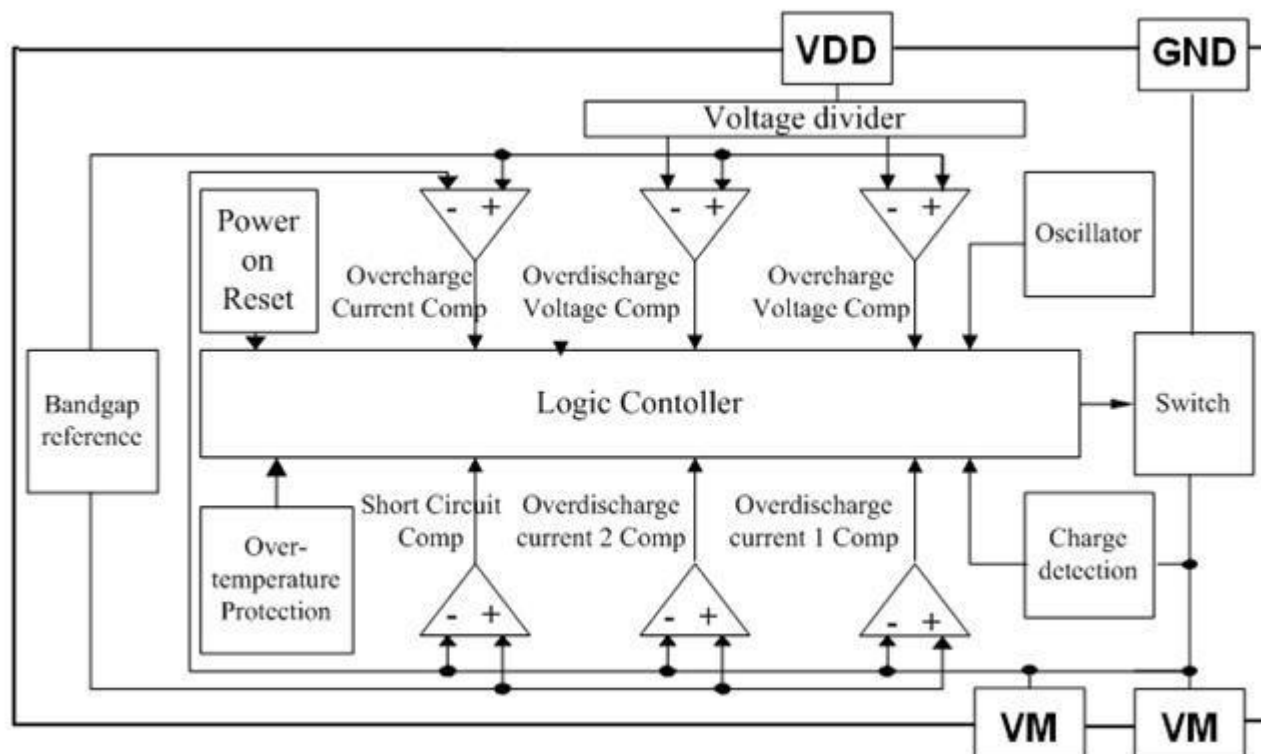 VDD
GND
Voltage divider
- +
- +
- +
Power
on
Reset
Oscillator
Overcharge
Current Comp
Overdischarge
Voltage Comp
Overcharge
Voltage Comp
Bandgap
reference
Logic Contoller
Switch
Short Circuit
Comp
Overdischarge
current 2 Comp
Overdischarge
current 1 Comp
Over-
temperature
Protection
Charge
detection
- +
- +
- +
VM
VM